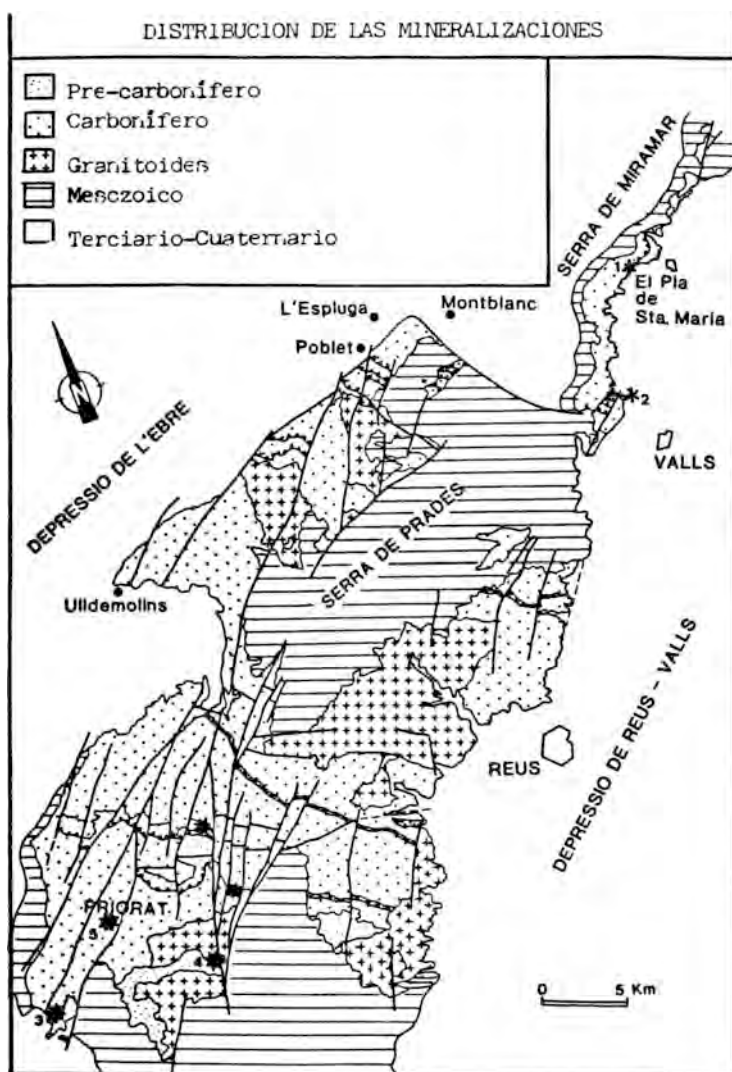 DISTRIBUCION DE LAS MINERALIZACIONES
Pre-carbonífero
Carbonífero
Granitoides
Mesczoico
Terciario-Cuaternario
SERRA DE MIRAMAR
1
El Pla
de
Sta. Maria
L'Espluga
Montblanc
Poblet
N
2
VALLS
DEPRESSIO DE L'EBRE
SERRA DE PRADES
Ulldemolins
DEPRESSIO DE REUS - VALLS
REUS
PRIORAT
5
4
3
0 5 Km